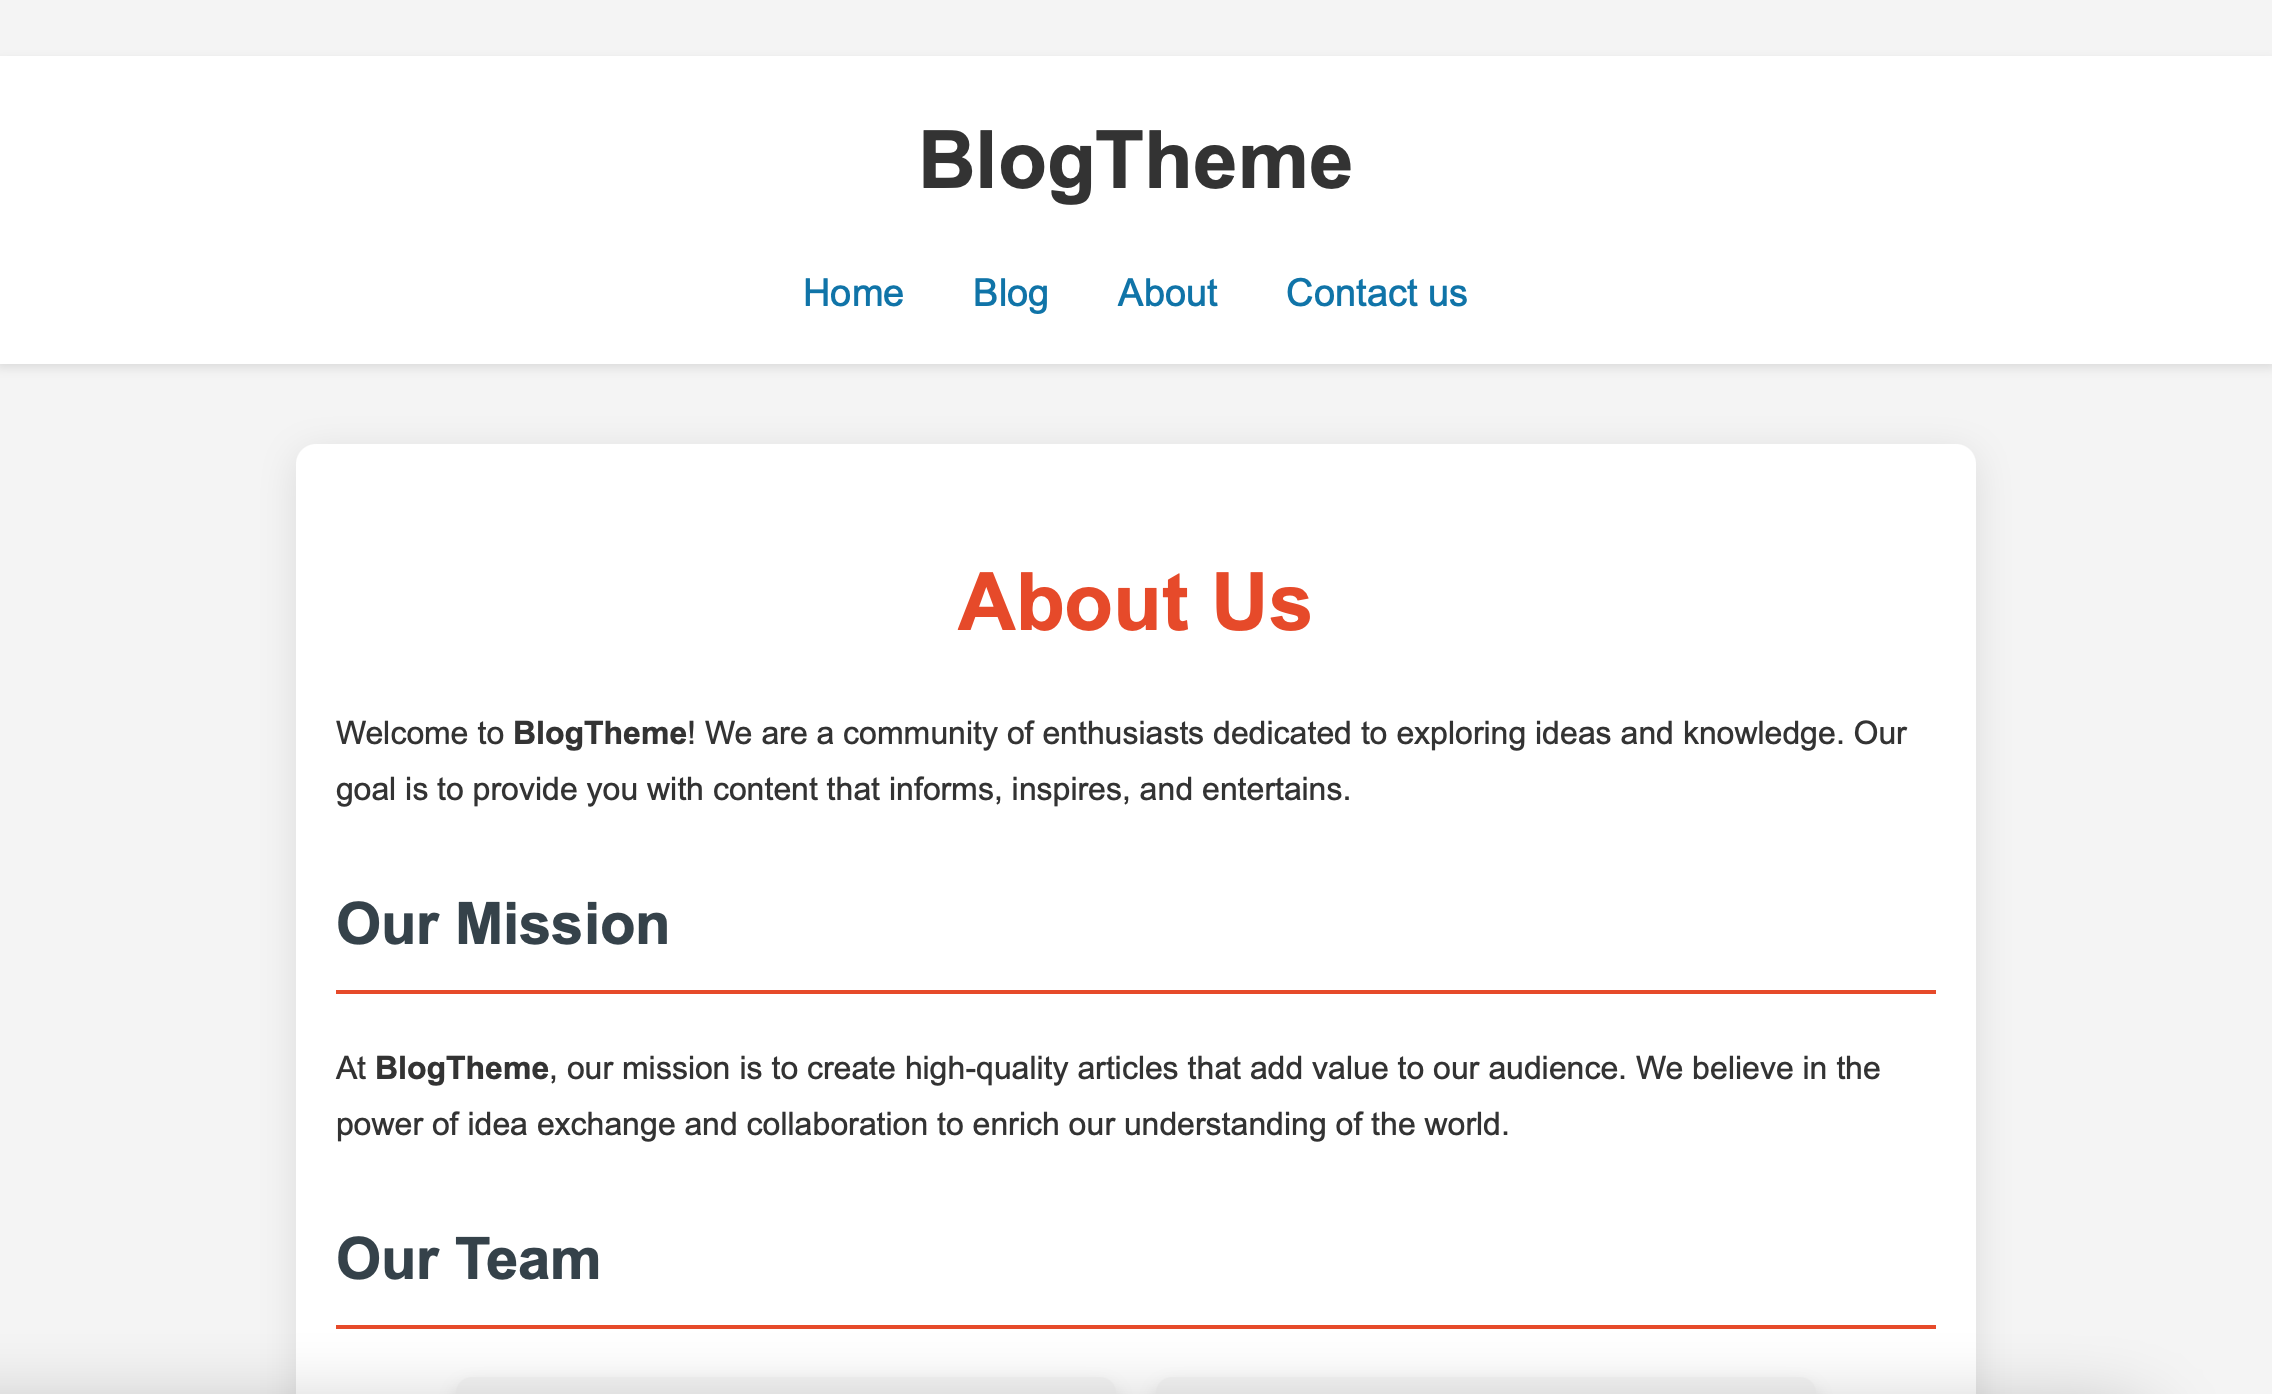 BlogTheme
Home Blog About Contact us
About Us
Welcome to BlogTheme! We are a community of enthusiasts dedicated to exploring ideas and knowledge. Our
goal is to provide you with content that informs, inspires, and entertains.
Our Mission
At BlogTheme, our mission is to create high-quality articles that add value to our audience. We believe in the
power of idea exchange and collaboration to enrich our understanding of the world.
Our Team